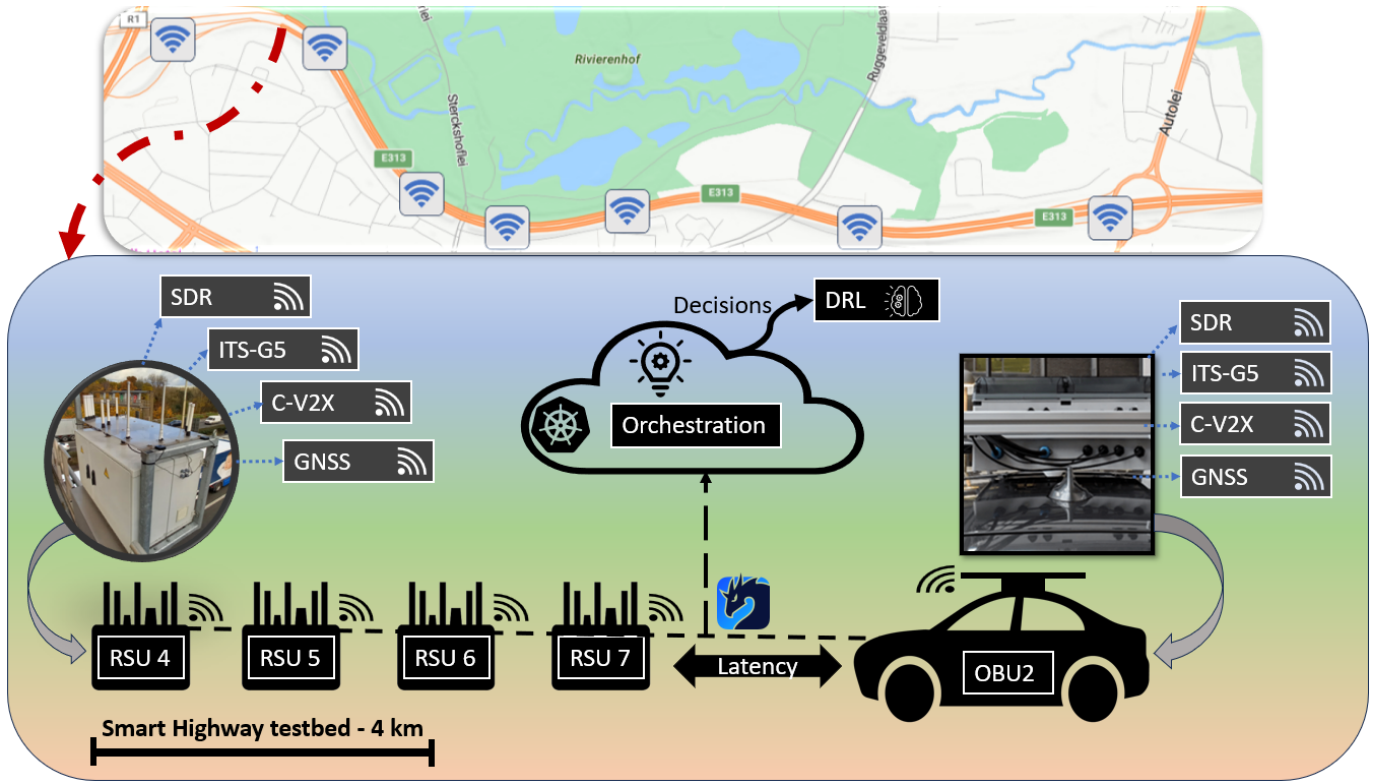 R1
Rivierenhof
Sterckshoflei
Ruggeveldlaan
Autolei
E313
E313
E313
SDR
ITS-G5
C-V2X
GNSS
Decisions
DRL
Orchestration
SDR
ITS-G5
C-V2X
GNSS
RSU 4
RSU 5
RSU 6
RSU 7
Latency
OBU2
Smart Highway testbed - 4 km